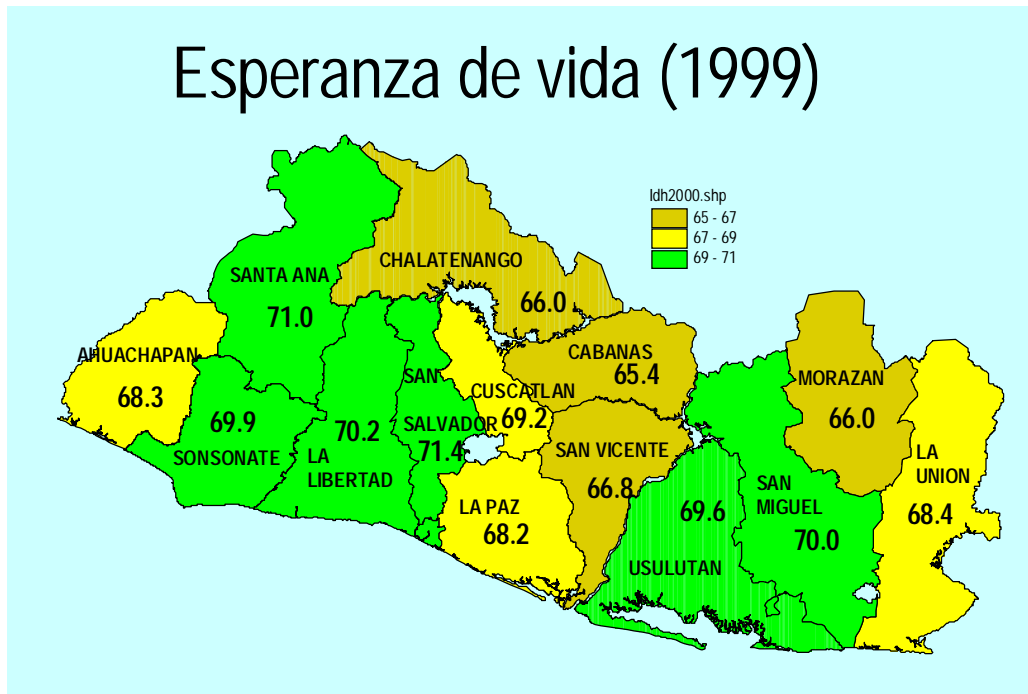 Esperanza de vida (1999)
Idh2000.shp
65 - 67
67 - 69
69 - 71
CHALATENANGO
66.0
SANTA ANA
71.0
AHUACHAPAN
68.3
69.9
SONSONATE
70.2
LA
LIBERTAD
SAN
SALVADOR
71.4
CUSCATLAN
69.2
CABANAS
65.4
SAN VICENTE
66.8
LA PAZ
68.2
69.6
USULUTAN
SAN
MIGUEL
70.0
MORAZAN
66.0
LA
UNION
68.4